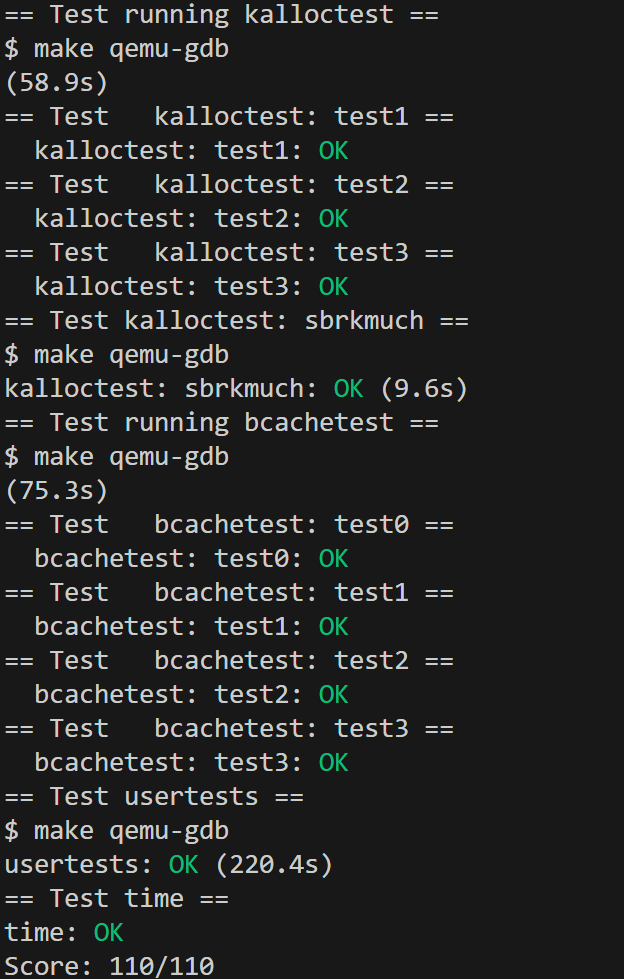 == Test running kalloctest ==
$ make qemu-gdb
(58.9s)
== Test   kalloctest: test1 ==
  kalloctest: test1: OK
== Test   kalloctest: test2 ==
  kalloctest: test2: OK
== Test   kalloctest: test3 ==
  kalloctest: test3: OK
== Test kalloctest: sbrkmuch ==
$ make qemu-gdb
kalloctest: sbrkmuch: OK (9.6s)
== Test running bcachetest ==
$ make qemu-gdb
(75.3s)
== Test   bcachetest: test0 ==
  bcachetest: test0: OK
== Test   bcachetest: test1 ==
  bcachetest: test1: OK
== Test   bcachetest: test2 ==
  bcachetest: test2: OK
== Test   bcachetest: test3 ==
  bcachetest: test3: OK
== Test usertests ==
$ make qemu-gdb
usertests: OK (220.4s)
== Test time ==
time: OK
Score: 110/110